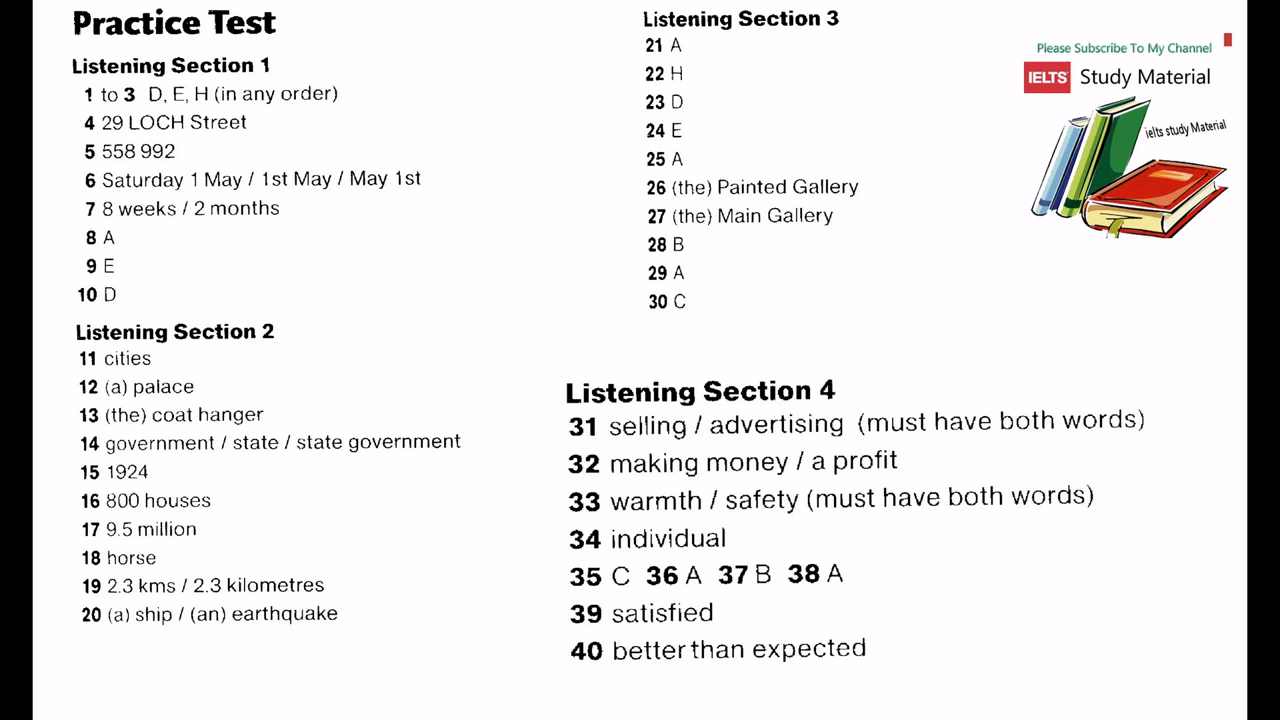 Practice Test
Listening Section 1
1 to 3 D, E, H (in any order)
4 29 LOCH Street
5 558 992
6 Saturday 1 May / 1st May / May 1st
7 8 weeks / 2 months
8 A
9 E
10 D
Listening Section 2
11 cities
12 (a) palace
13 (the) coat hanger
14 government / state / state government
15 1924
16 800 houses
17 9.5 million
18 horse
19 2.3 kms / 2.3 kilometres
20 (a) ship / (an) earthquake
Listening Section 3
21 A
22 H
23 D
24 E
25 A
26 (the) Painted Gallery
27 (the) Main Gallery
28 B
29 A
30 C
Listening Section 4
31 selling / advertising (must have both words)
32 making money / a profit
33 warmth / safety (must have both words)
34 individual
35 C 36 A 37 B 38 A
39 satisfied
40 better than expected
Please Subscribe To My Channel
IELTS Study Material
ielts study Material